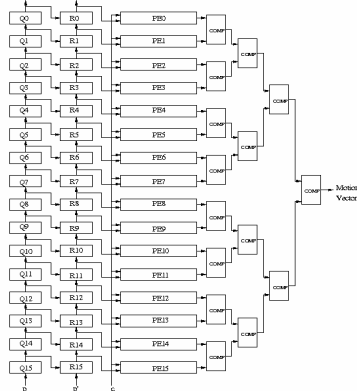 Q0 R0 PE0
COMP
Q1 R1 PE1
COMP
Q2 R2 PE2
COMP
Q3 R3 PE3
COMP
Q4 R4 PE4
COMP
Q5 R5 PE5
COMP
Q6 R6 PE6
COMP
Q7 R7 PE7
COMP Motion
Vector
Q8 R8 PE8
COMP
Q9 R9 PE9
COMP
Q10 R10 PE10
COMP
Q11 R11 PE11
COMP
Q12 R12 PE12
COMP
Q13 R13 PE13
COMP
Q14 R14 PE14
COMP
Q15 R15 PE15